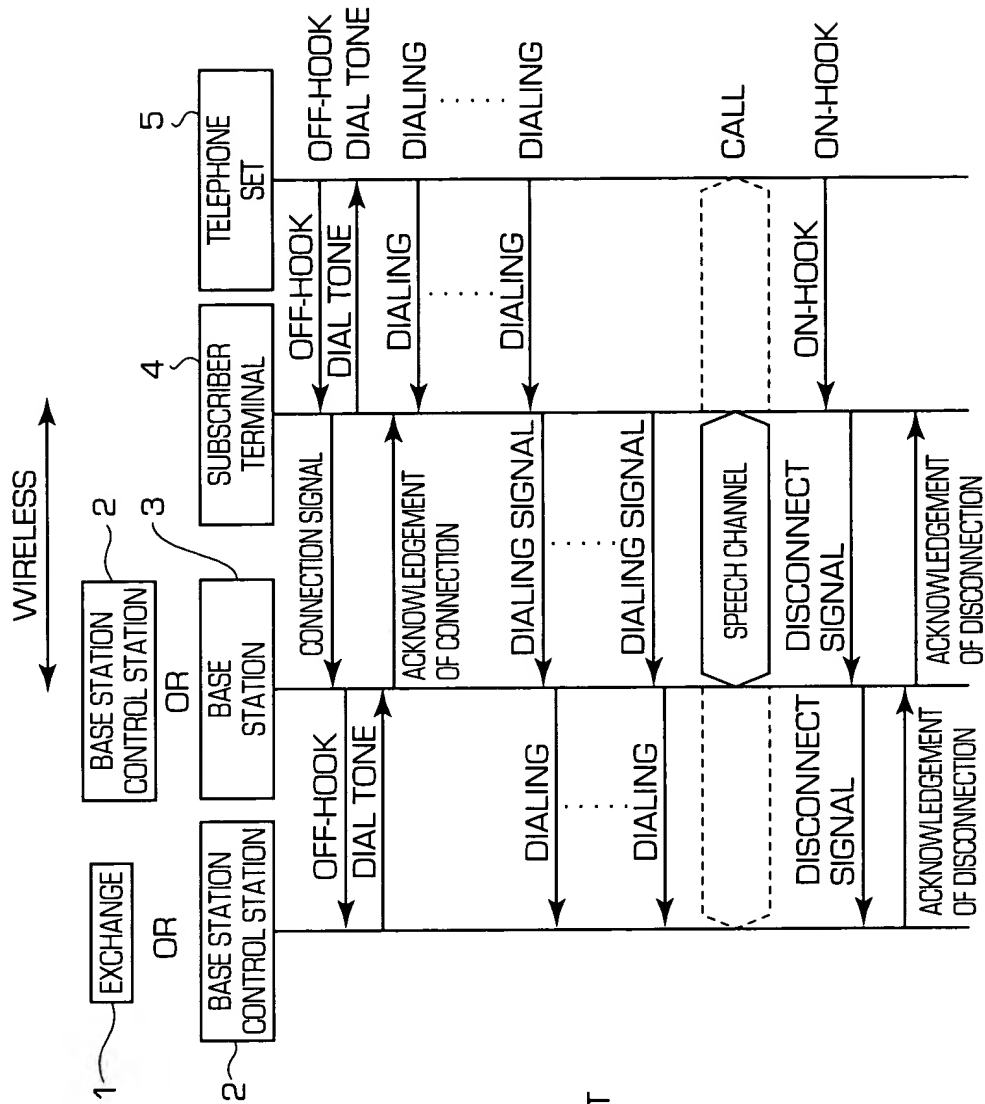 WIRELESS
1
EXCHANGE
OR
2
BASE STATION
CONTROL STATION
BASE STATION
CONTROL STATION
2
OR
BASE
STATION
3
SUBSCRIBER
TERMINAL
4
TELEPHONE
SET
5
OFF-HOOK
OFF-HOOK
DIAL TONE
DIAL TONE
CONNECTION SIGNAL
OFF-HOOK
DIAL TONE
ACKNOWLEDGEMENT
OF CONNECTION
DIALING
DIALING
DIALING
DIALING
DIALING SIGNAL
DIALING
DIALING SIGNAL
DIALING
SPEECH CHANNEL
CALL
ON-HOOK
ON-HOOK
DISCONNECT
SIGNAL
DISCONNECT
SIGNAL
ACKNOWLEDGEMENT
OF DISCONNECTION
ACKNOWLEDGEMENT
OF DISCONNECTION
T